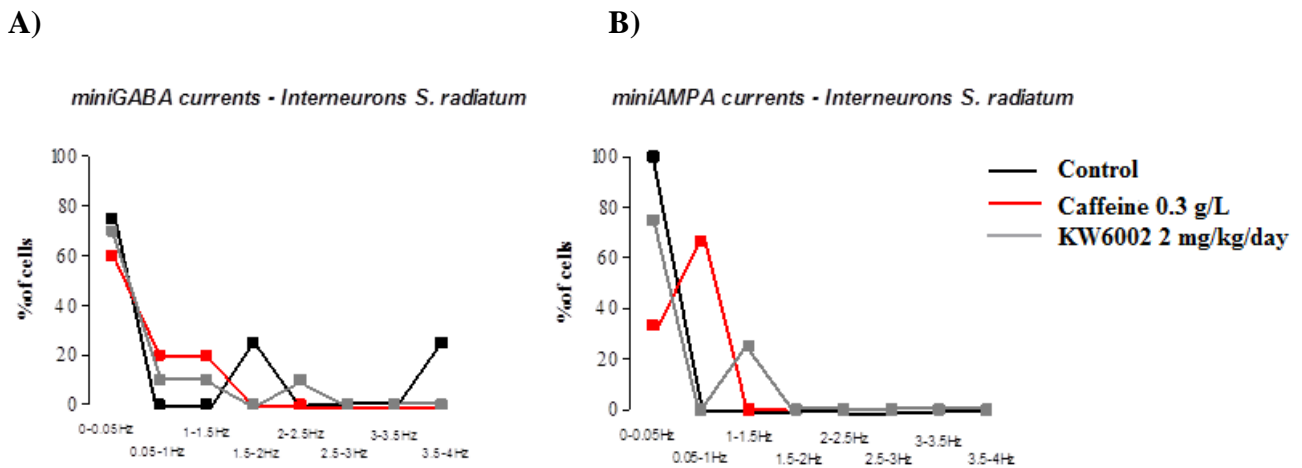 A)
B)
miniGABA currents - Interneurons S. radiatum
miniAMPA currents - Interneurons S. radiatum
%of cells
100
80
60
40
20
0
0-0.05Hz
0.05-1Hz
1-1.5Hz
1.5-2Hz
2-2.5Hz
2.5-3Hz
3-3.5Hz
3.5-4Hz
%of cells
100
80
60
40
20
0
0-0.05Hz
0.05-1Hz
1-1.5Hz
1.5-2Hz
2-2.5Hz
2.5-3Hz
3-3.5Hz
3.5-4Hz
Control
Caffeine 0.3 g/L
KW6002 2 mg/kg/day